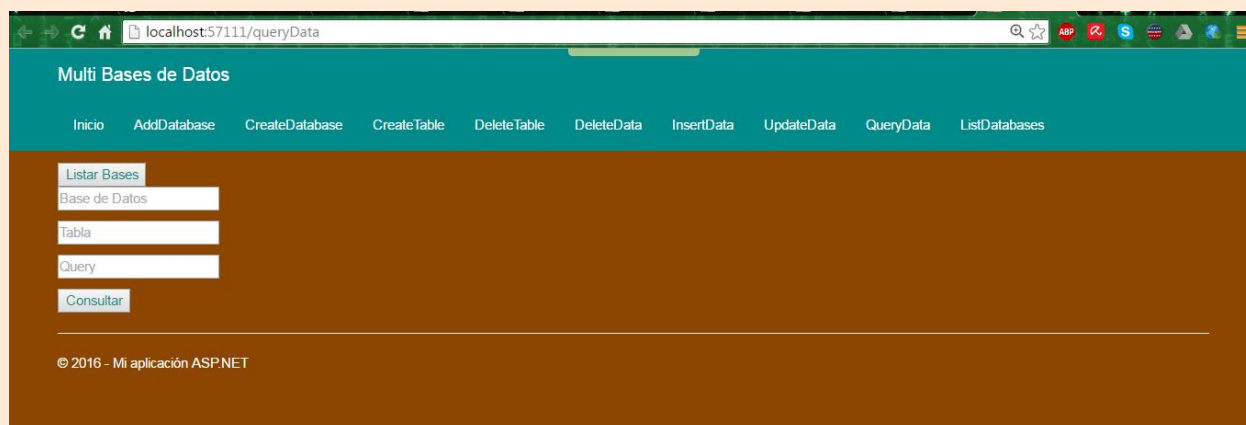 localhost:57111/queryData
ABP
S
Multi Bases de Datos
Inicio AddDatabase CreateDatabase CreateTable DeleteTable DeleteData InsertData UpdateData QueryData ListDatabases
Listar Bases
Base de Datos
Tabla
Query
Consultar
© 2016 - Mi aplicación ASP.NET